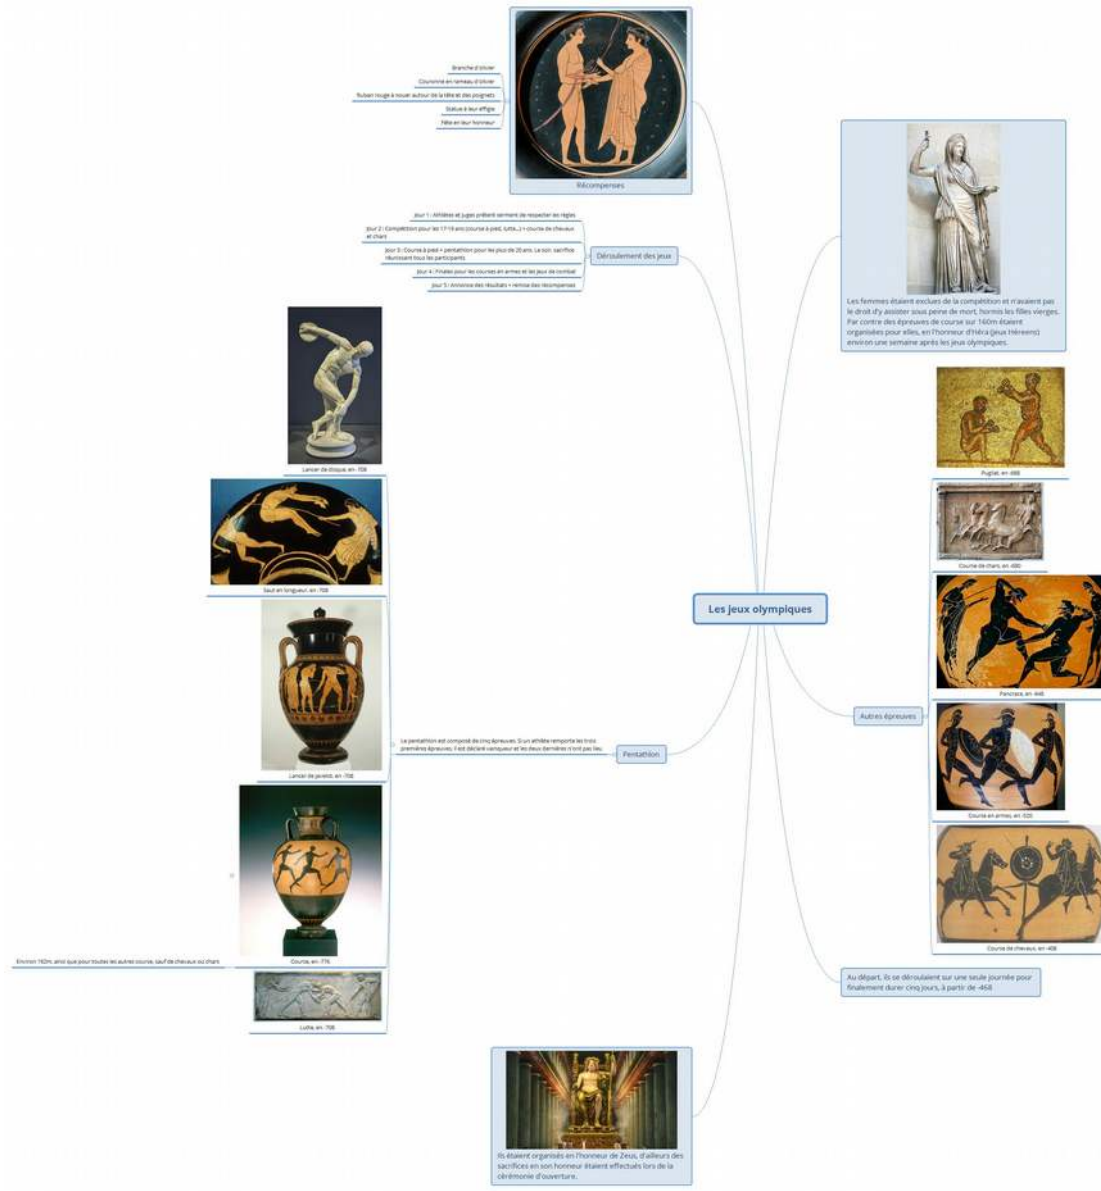 Les jeux olympiques
Récompenses
Branche d'olivier
Couronne en rameau d'olivier
Ruban rouge à nouer autour de la tête et des poignets
Statue à leur effigie
Fête en leur honneur
Déroulement des jeux
Jour 1 : Athlètes et juges prêtent serment de respecter les règles
Jour 2 : Compétition pour les 17-19 ans (course à pied, lutte...) + course de chevaux
et chars
Jour 3 : Course à pied + pentathlon pour les plus de 20 ans. Le soir, sacrifice
réunissant tous les participants
Jour 4 : Finales pour les courses en armes et les jeux de combat
Jour 5 : Annonce des résultats + remise des récompenses
Pentathlon
Le pentathlon est composé de cinq épreuves. Si un athlète remporte les trois
premières épreuves, il est déclaré vainqueur et les deux dernières n'ont pas lieu
Lancer de disque, en -708
Saut en longueur, en -708
Lancer de javelot, en -708
Course, en -776
Environ 192m, ainsi que pour toutes les autres course, sauf de chevaux ou chars
Lutte, en -708
Ils étaient organisés en l'honneur de Zeus, d'ailleurs des
sacrifices en son honneur étaient effectués lors de la
cérémonie d'ouverture.
Les femmes étaient exclues de la compétition et n'avaient pas
le droit d'y assister sous peine de mort, hormis les filles vierges.
Par contre des épreuves de course sur 160m étaient
organisées pour elles, en l'honneur d'Héra (Jeux Héréens)
environ une semaine après les jeux olympiques.
Autres épreuves
Pugilat, en -688
Course de chars, en -680
Pancrace, en -648
Course en armes, en -520
Course de chevaux, en
Au départ, ils se déroulaient sur une seule journée pour
finalement durer cinq jours, à partir de -468